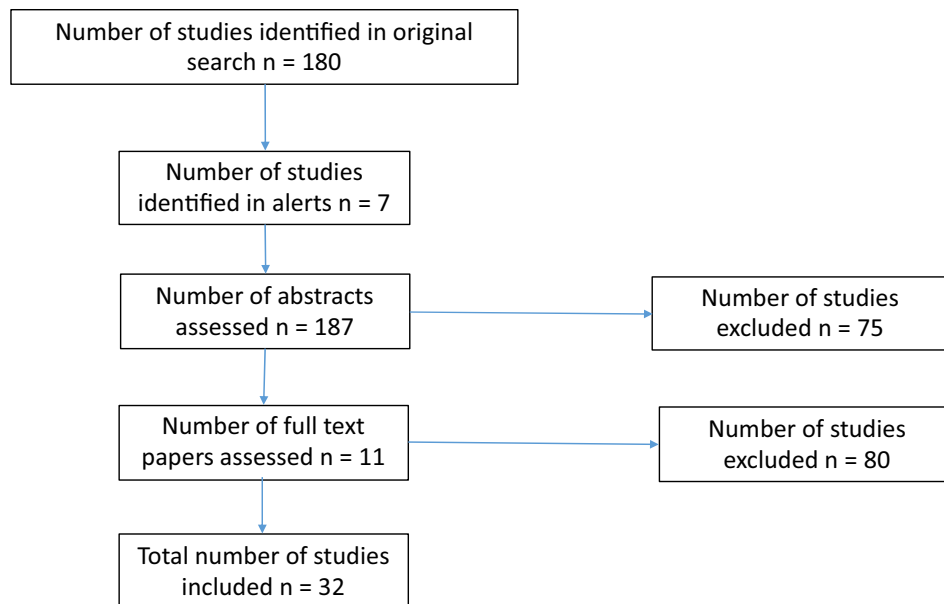 Number of studies identified in original
search n = 180
Number of studies
identified in alerts n = 7
Number of abstracts
assessed n = 187
Number of studies
excluded n = 75
Number of full text
papers assessed n = 11
Number of studies
excluded n = 80
Total number of studies
included n = 32